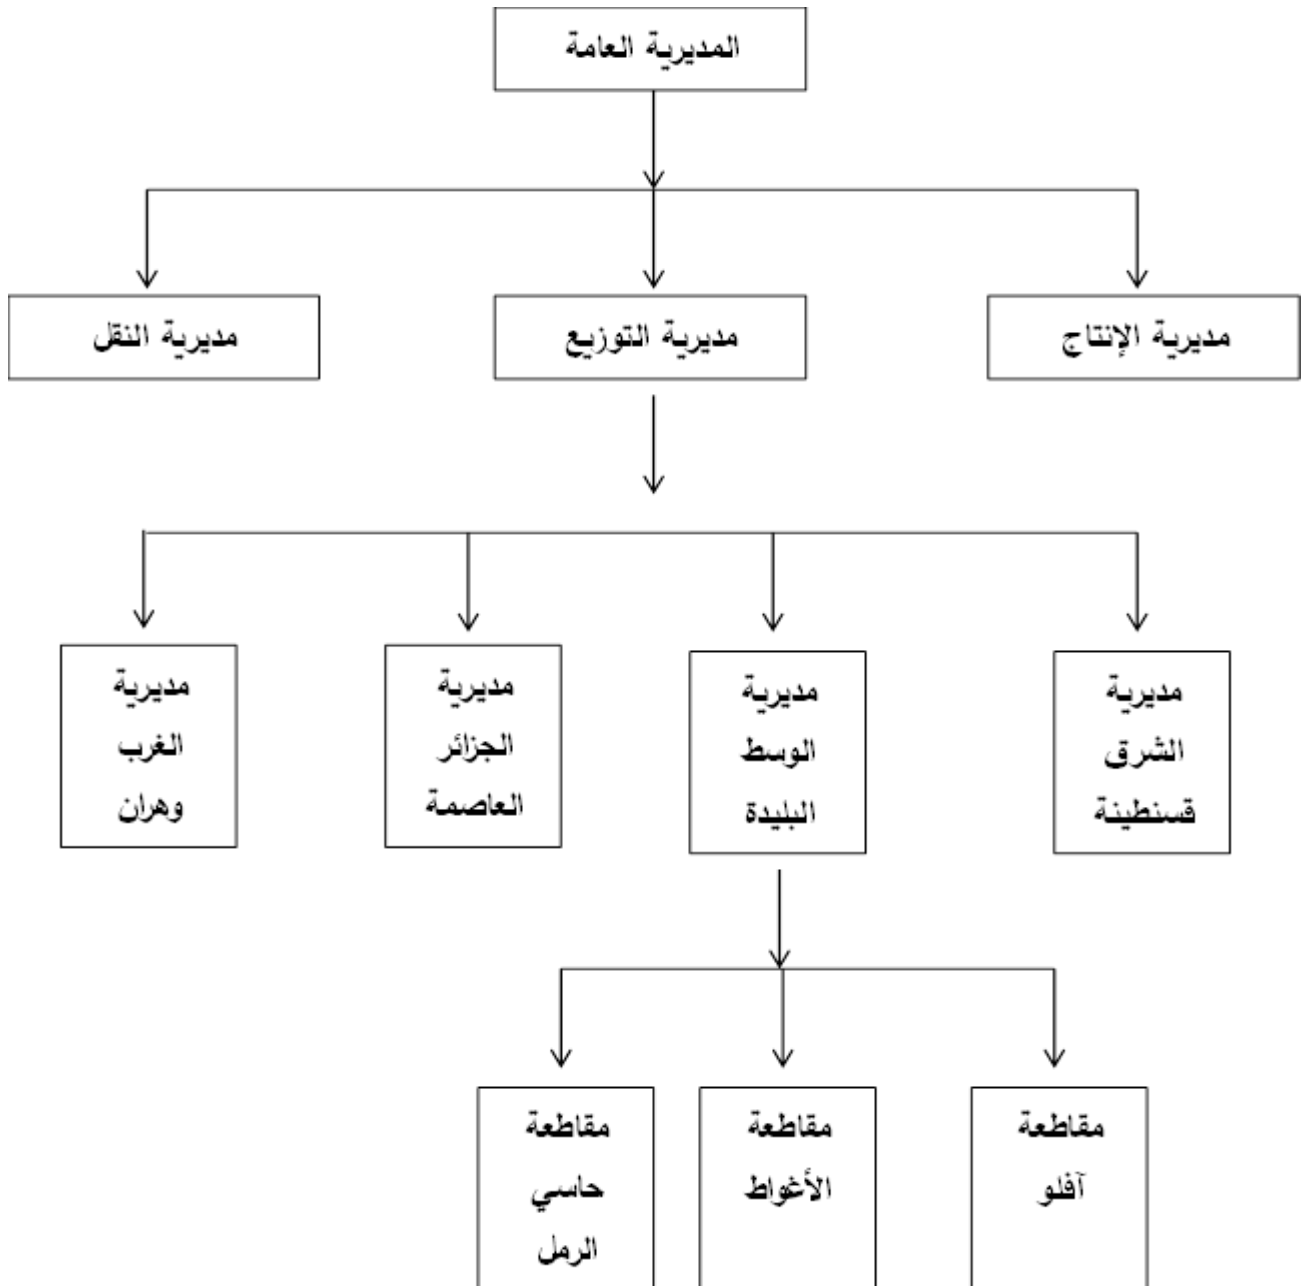 المديرية العامة
مديرية الإنتاج
مديرية التوزيع
مديرية النقل
مديرية
الشرق
قسنطينة
مديرية
الوسط
البليدة
مديرية
الجزائر
العاصمة
مديرية
الغرب
وهران
مقاطعة
آفلو
مقاطعة
الأغواط
مقاطعة
حاسي
الرمل